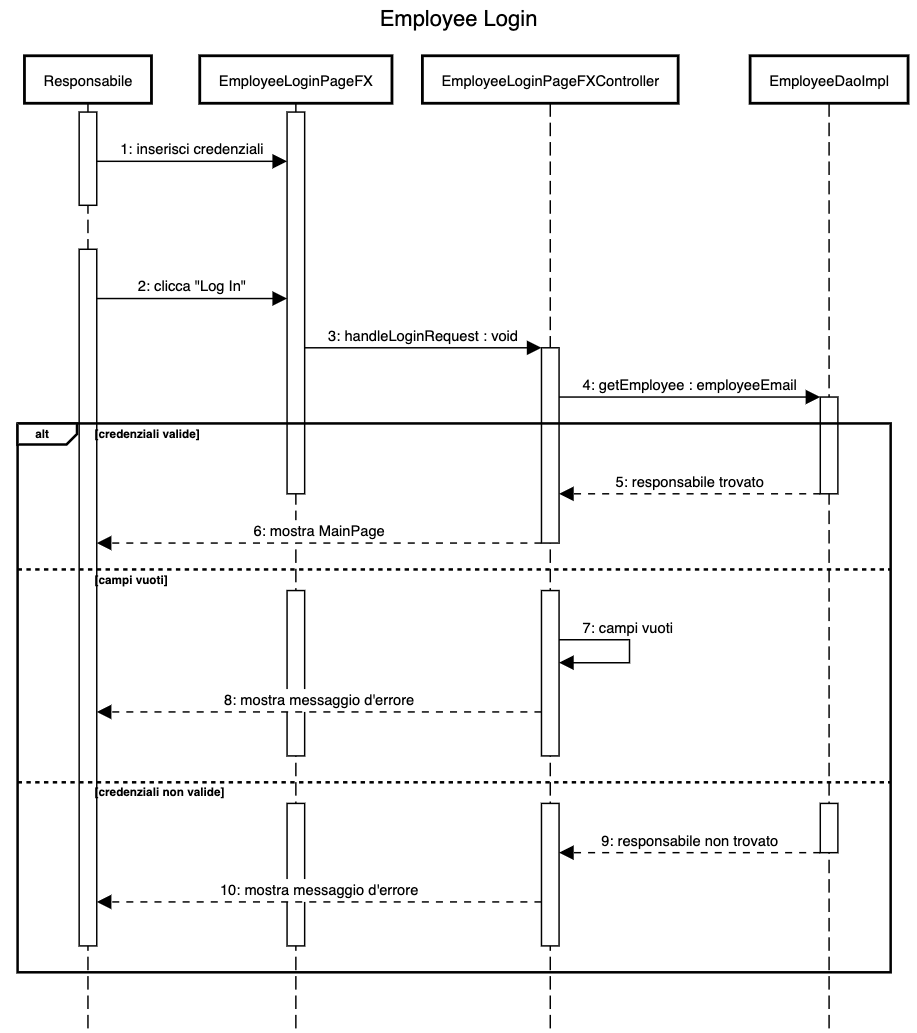 Employee Login
Responsabile
EmployeeLoginPageFX
EmployeeLoginPageFXController
EmployeeDaoImpl
1: inserisci credenziali
2: clicca "Log In"
3: handleLoginRequest : void
4: getEmployee : employeeEmail
alt
[credenziali valide]
5: responsabile trovato
6: mostra MainPage
[campi vuoti]
7: campi vuoti
8: mostra messaggio d'errore
[credenziali non valide]
9: responsabile non trovato
10: mostra messaggio d'errore